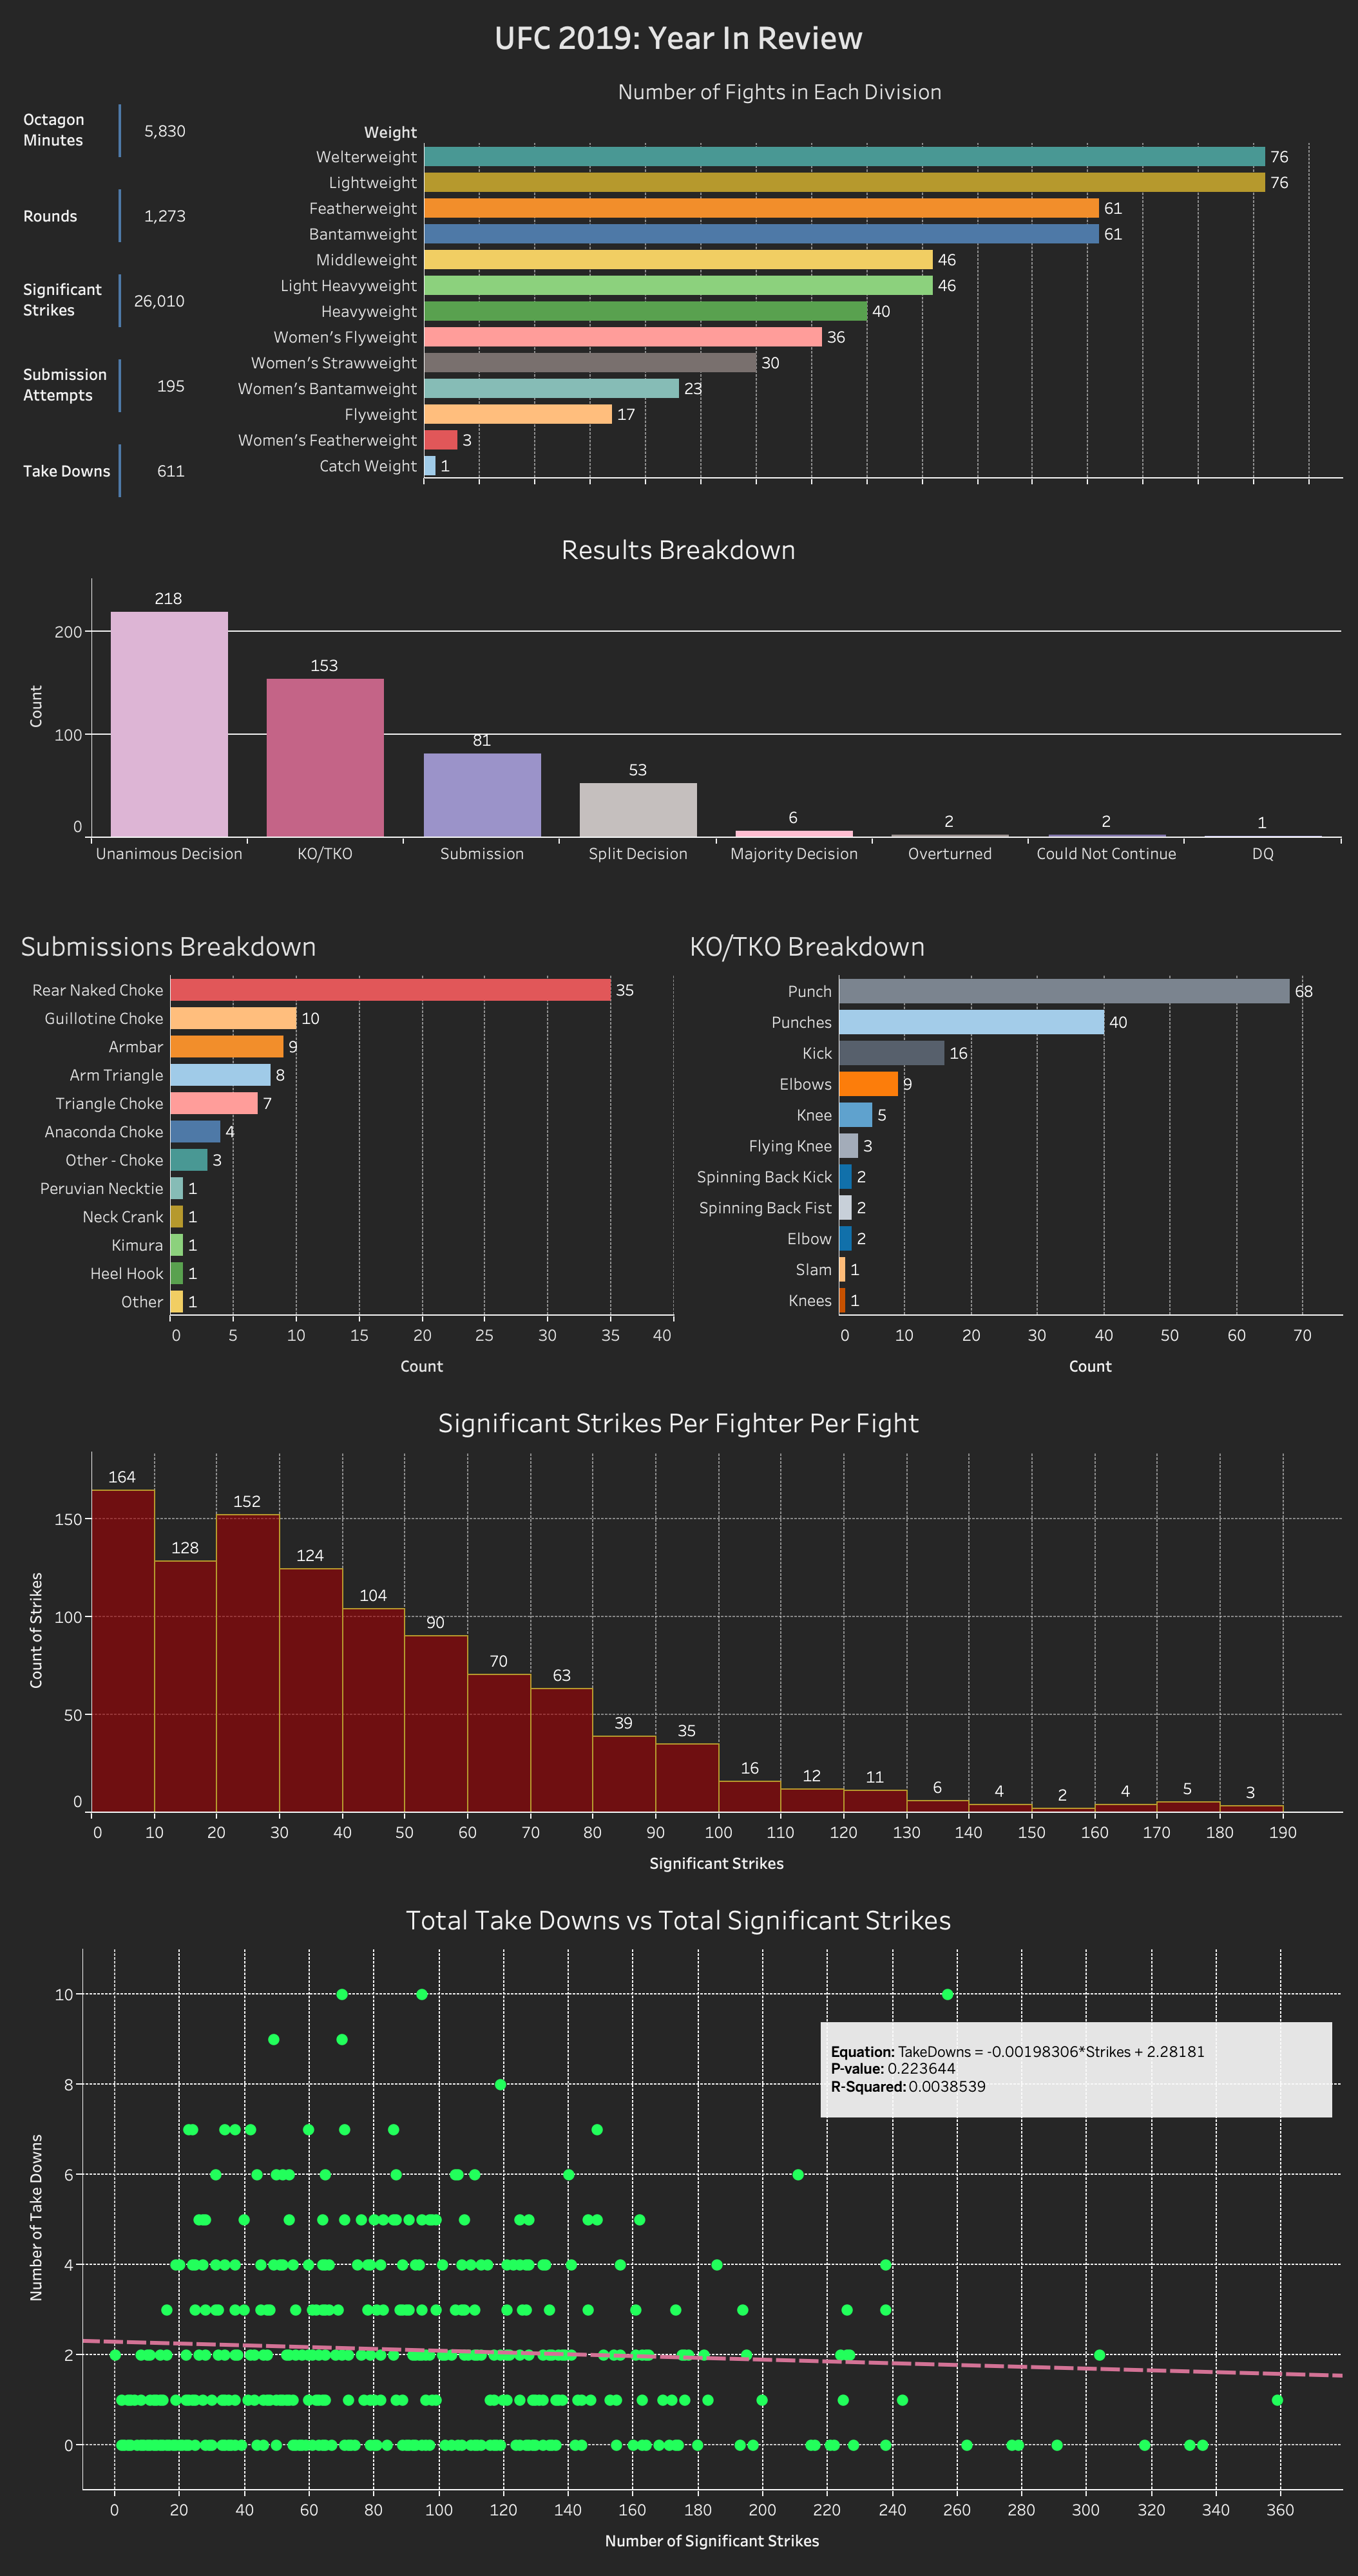 UFC 2019: Year In Review
Octagon
Minutes
5,830
Rounds
1,273
Significant
Strikes
26,010
Submission
Attempts
195
Take Downs
611
Number of Fights in Each Division
Weight
Welterweight 76
Lightweight 76
Featherweight 61
Bantamweight 61
Middleweight 46
Light Heavyweight 46
Heavyweight 40
Women's Flyweight 36
Women's Strawweight 30
Women's Bantamweight 23
Flyweight 17
Women's Featherweight 3
Catch Weight 1
Results Breakdown
Count
200
100
0
218 153 81 53 6 2 2 1
Unanimous Decision KO/TKO Submission Split Decision Majority Decision Overturned Could Not Continue DQ
Submissions Breakdown
Rear Naked Choke 35
Guillotine Choke 10
Armbar 9
Arm Triangle 8
Triangle Choke 7
Anaconda Choke 4
Other - Choke 3
Peruvian Necktie 1
Neck Crank 1
Kimura 1
Heel Hook 1
Other 1
0 5 10 15 20 25 30 35 40
Count
KO/TKO Breakdown
Punch 68
Punches 40
Kick 16
Elbows 9
Knee 5
Flying Knee 3
Spinning Back Kick 2
Spinning Back Fist 2
Elbow 2
Slam 1
Knees 1
0 10 20 30 40 50 60 70
Count
Significant Strikes Per Fighter Per Fight
Count of Strikes
150
100
50
0
164 128 152 124 104 90 70 63 39 35 16 12 11 6 4 2 4 5 3
0 10 20 30 40 50 60 70 80 90 100 110 120 130 140 150 160 170 180 190
Significant Strikes
Total Take Downs vs Total Significant Strikes
Number of Take Downs
10
8
6
4
2
0
Equation: TakeDowns = -0.00198306*Strikes + 2.28181
P-value: 0.223644
R-Squared: 0.0038539
0 20 40 60 80 100 120 140 160 180 200 220 240 260 280 300 320 340 360
Number of Significant Strikes